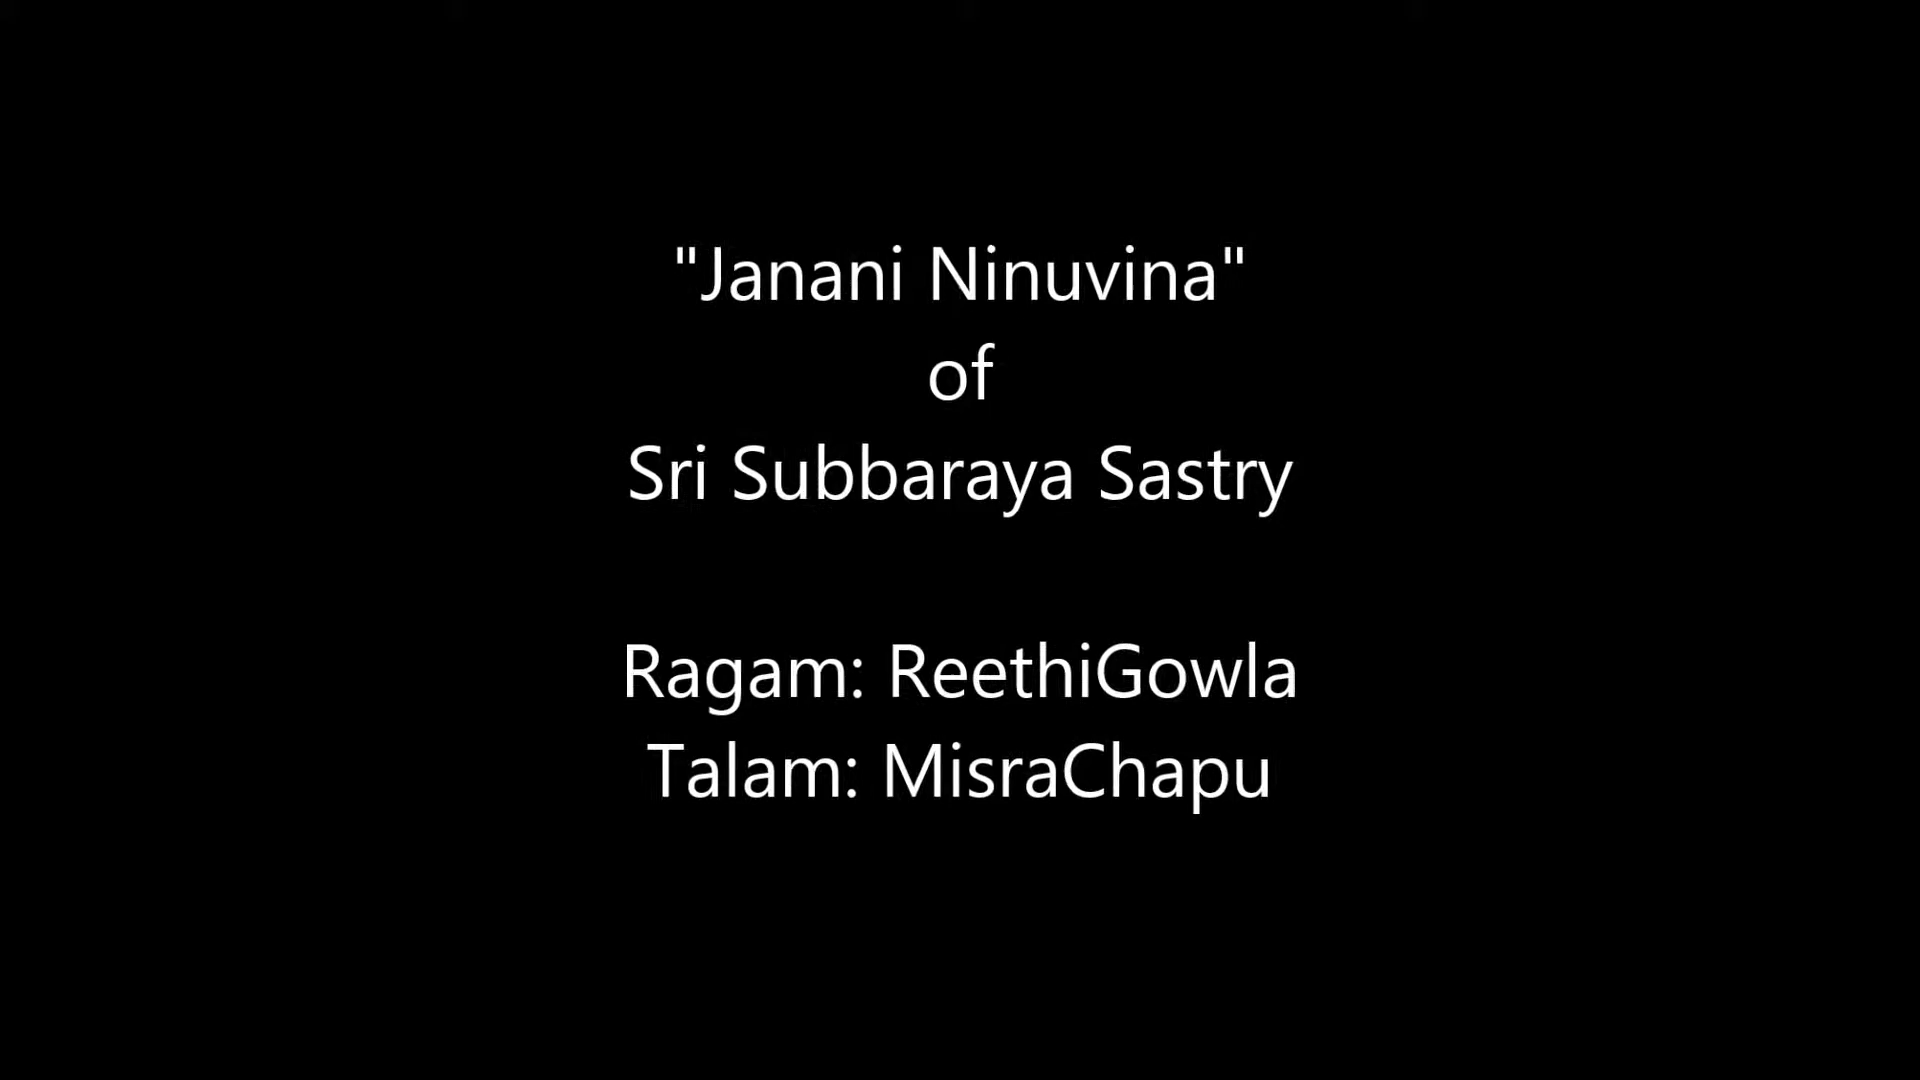 "Janani Ninuvina"
of
Sri Subbaraya Sastry
Ragam: ReethiGowla
Talam: MisraChapu